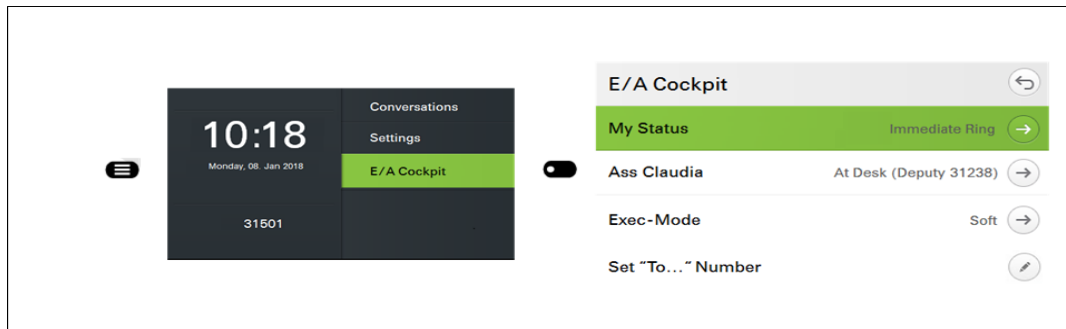 10:18
Monday, 08. Jan 2018
31501
Conversations
Settings
E/A Cockpit
E/A Cockpit
My Status Immediate Ring
Ass Claudia At Desk (Deputy 31238)
Exec-Mode Soft
Set "To..." Number